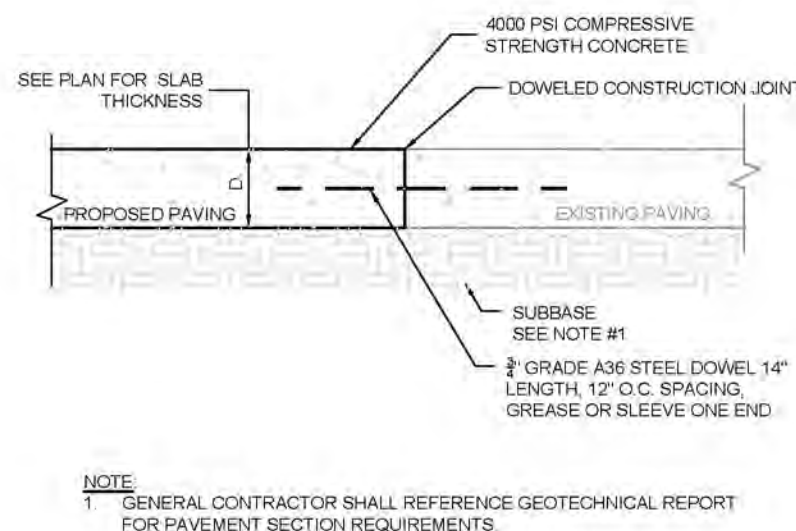 4000 PSI COMPRESSIVE
STRENGTH CONCRETE
SEE PLAN FOR SLAB
THICKNESS
DOWELED CONSTRUCTION JOINT
D
PROPOSED PAVING
EXISTING PAVING
SUBBASE
SEE NOTE #1
3/4" GRADE A36 STEEL DOWEL 14"
LENGTH, 12" O.C. SPACING,
GREASE OR SLEEVE ONE END
NOTE:
1. GENERAL CONTRACTOR SHALL REFERENCE GEOTECHNICAL REPORT
FOR PAVEMENT SECTION REQUIREMENTS.